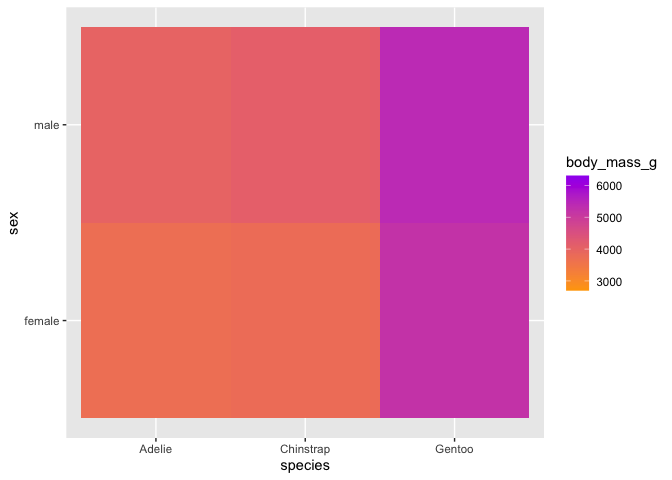 male
female
sex
Adelie
Chinstrap
Gentoo
species
body_mass_g
6000
5000
4000
3000